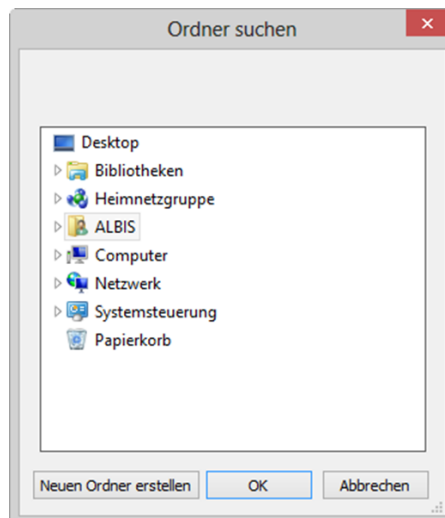 Ordner suchen
Desktop
Bibliotheken
Heimnetzgruppe
ALBIS
Computer
Netzwerk
Systemsteuerung
Papierkorb
Neuen Ordner erstellen OK Abbrechen